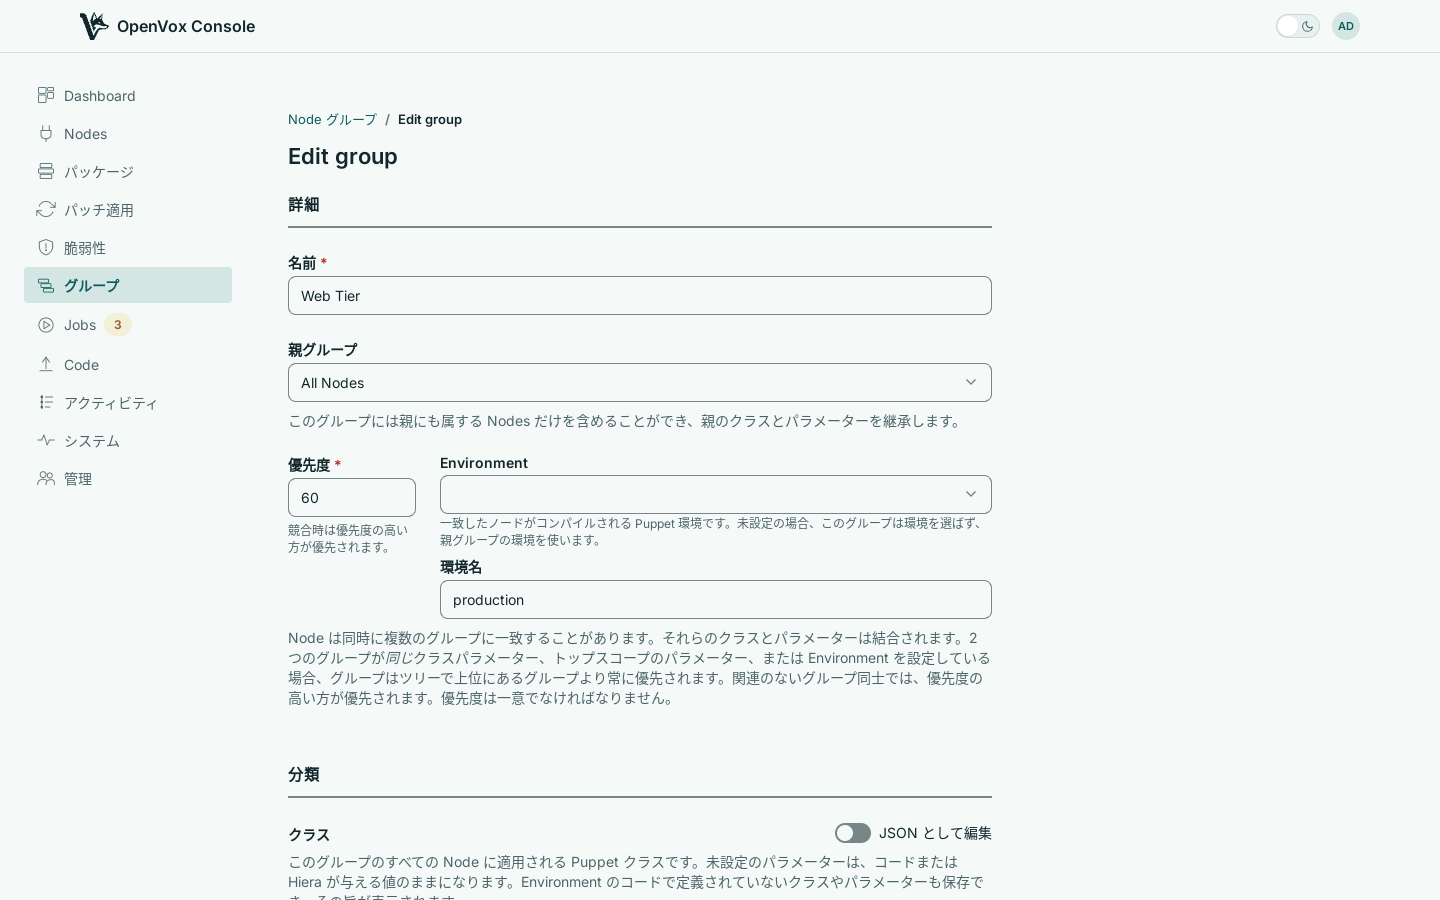 OpenVox Console
AD
Dashboard
Nodes
パッケージ
パッチ適用
脆弱性
グループ
Jobs 3
Code
アクティビティ
システム
管理
Node グループ / Edit group
Edit group
詳細
名前 *
Web Tier
親グループ
All Nodes
このグループには親にも属する Nodes だけを含めることができ、親のクラスとパラメーターを継承します。
優先度 *
60
競合時は優先度の高い
方が優先されます。
Environment
一致したノードがコンパイルされる Puppet 環境です。未設定の場合、このグループは環境を選ばず、
親グループの環境を使います。
環境名
production
Node は同時に複数のグループに一致することがあります。それらのクラスとパラメーターは結合されます。2
つのグループが同じクラスパラメーター、トップスコープのパラメーター、または Environment を設定している
場合、グループはツリーで上位にあるグループより常に優先されます。関連のないグループ同士では、優先度の
高い方が優先されます。優先度は一意でなければなりません。
分類
クラス
JSON として編集
このグループのすべての Node に適用される Puppet クラスです。未設定のパラメーターは、コードまたは
Hiera が与える値のままになります。Environment のコードで定義されていないクラスやパラメーターも保存で
き、その旨が表示されます。